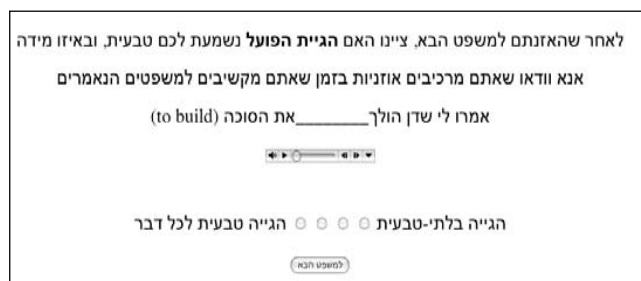 לאחר שהאזנתם למשפט הבא, ציינו האם הגיית הפועל נשמעת לכם טבעית, ובאיזו מידה
אנא וודאו שאתם מרכיבים אוזניות בזמן שאתם מקשיבים למשפטים הנאמרים
אמרו לי שדן הולך________את הסוכה (to build)
הגייה בלתי-טבעית הגייה טבעית לכל דבר
למשפט הבא